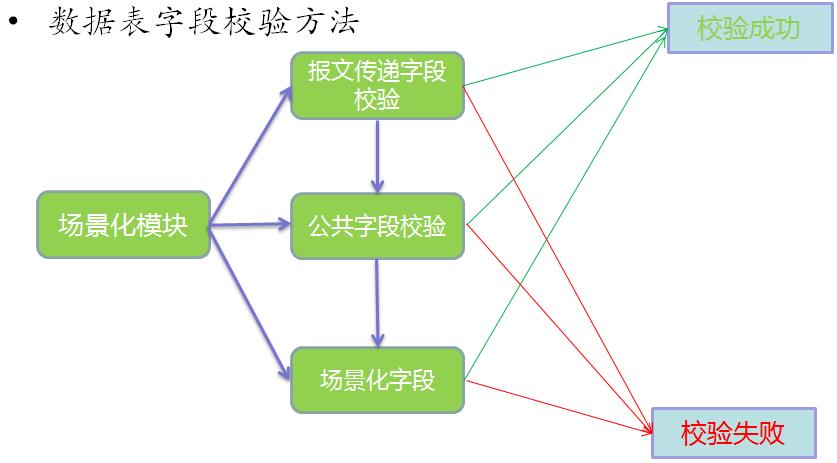 • 数据表字段校验方法
校验成功
报文传递字段
校验
场景化模块
公共字段校验
场景化字段
校验失败